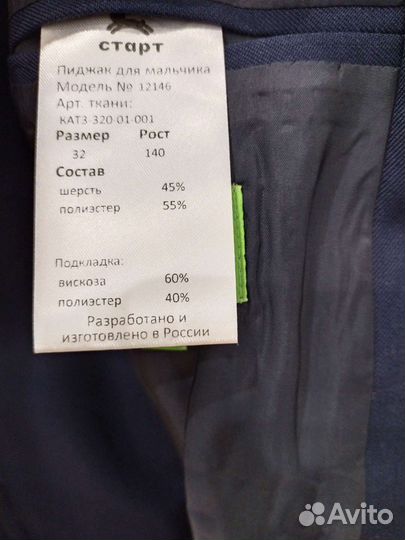 старт
Пиджак для мальчика
Модель № 12146
Арт. ткани:
КАТЗ-320-01-001
Размер Рост
32 140
Состав
шерсть 45%
полиэстер 55%
Подкладка:
вискоза 60%
полиэстер 40%
Разработано и
изготовлено в России
Avito